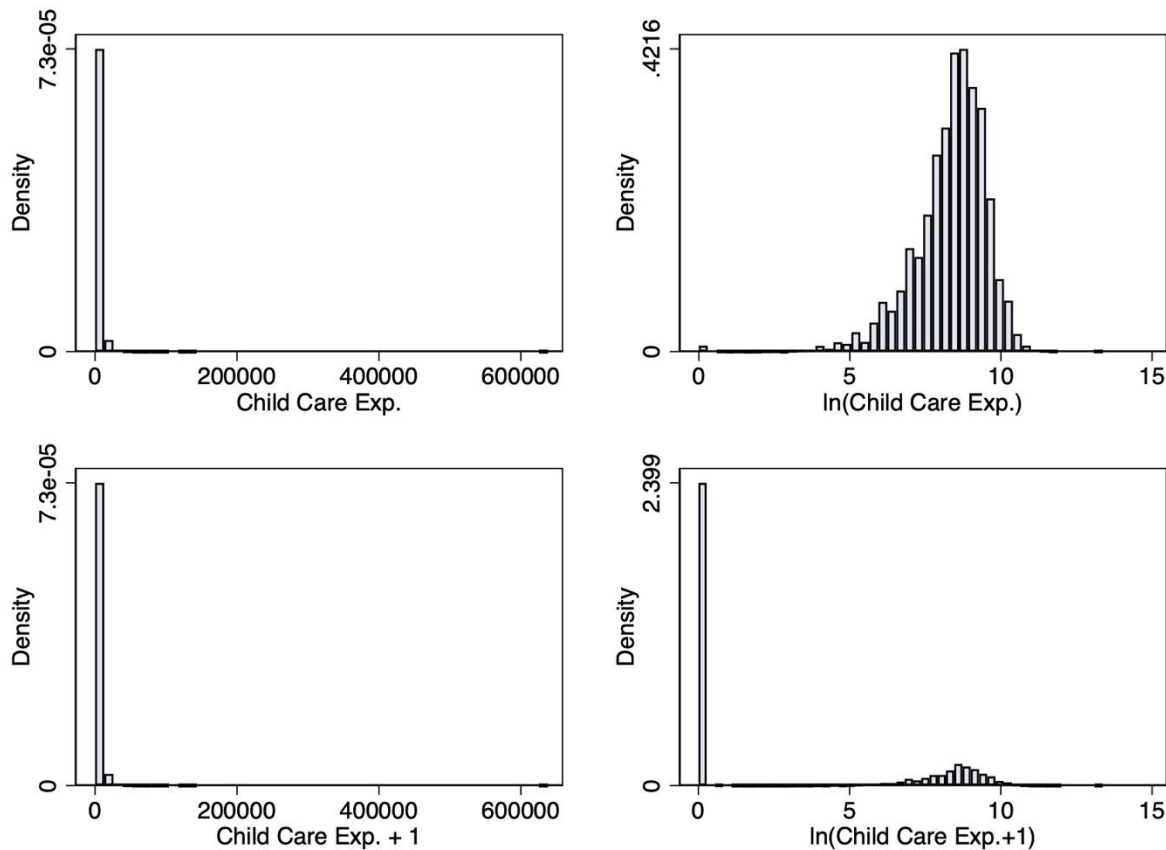 7.3e-05
Density
0
0 200000 400000 600000
Child Care Exp.
.4216
Density
0
0 5 10 15
ln(Child Care Exp.)
7.3e-05
Density
0
0 200000 400000 600000
Child Care Exp. + 1
2.399
Density
0
0 5 10 15
ln(Child Care Exp.+1)